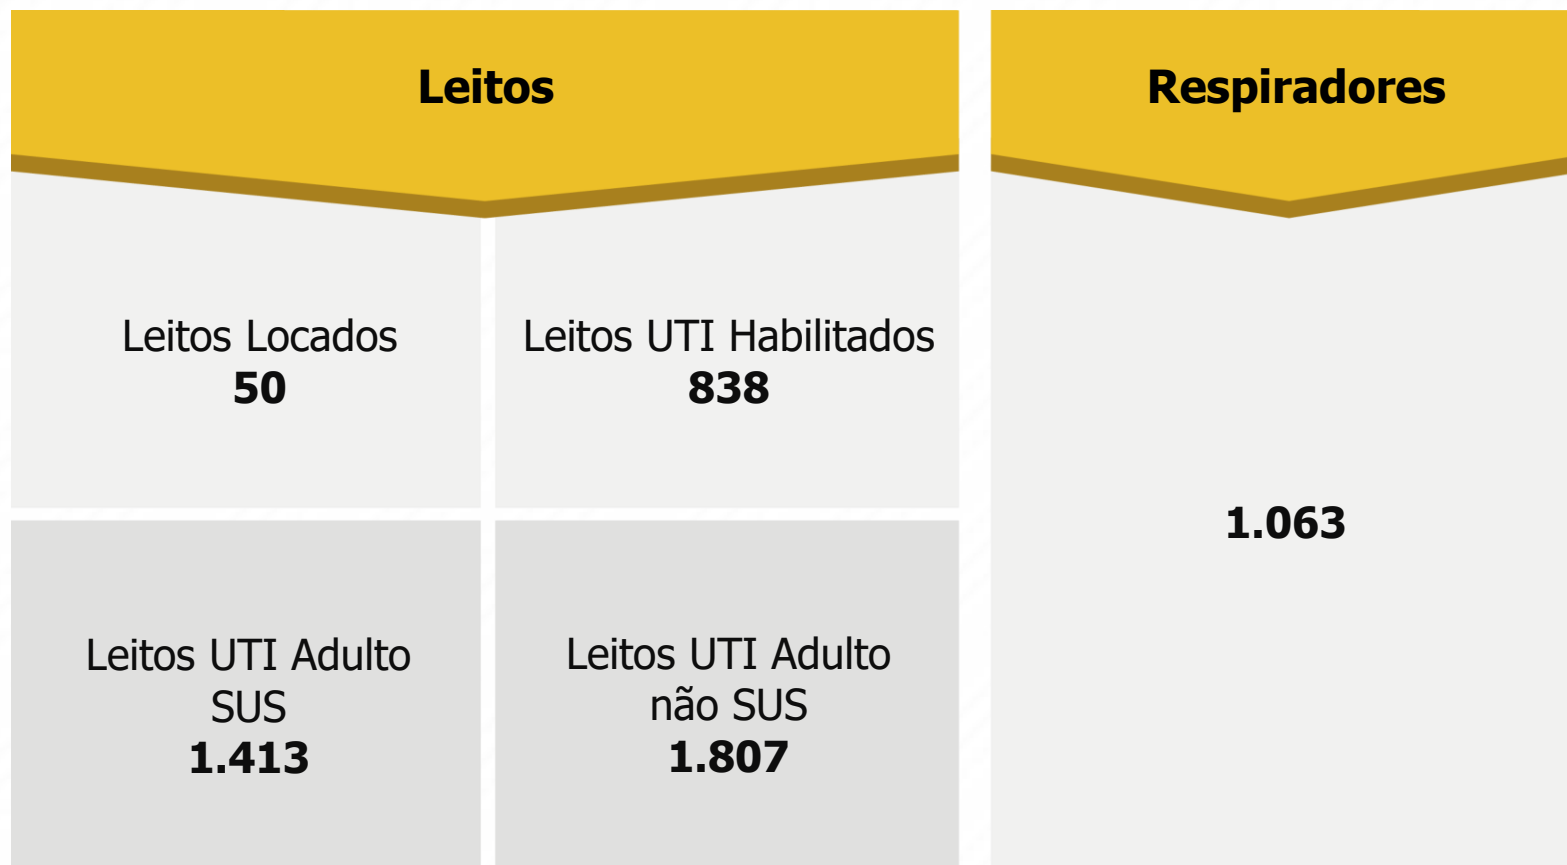 Leitos
Leitos Locados
50
Leitos UTI Habilitados
838
Leitos UTI Adulto
SUS
1.413
Leitos UTI Adulto
não SUS
1.807
Respiradores
1.063